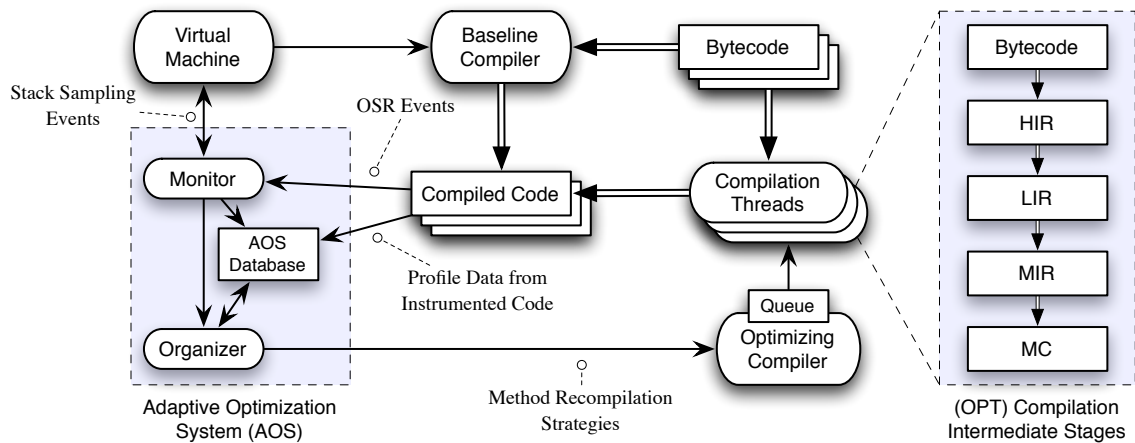 Virtual
Machine
Baseline
Compiler
Bytecode
Bytecode
Stack Sampling
Events
OSR Events
HIR
Monitor
Compiled Code
Compilation
Threads
LIR
AOS
Database
Profile Data from
Instrumented Code
MIR
Queue
Organizer
Optimizing
Compiler
MC
Method Recompilation
Strategies
Adaptive Optimization
System (AOS)
(OPT) Compilation
Intermediate Stages